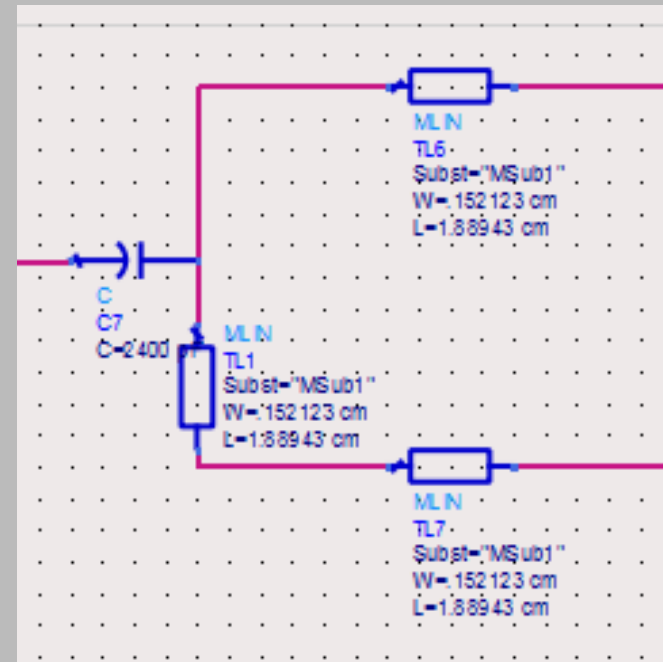 MLIN
TL6
Subst="MSub1"
W=.152123 cm
L=1.88943 cm
C
C7
C=2400
MLIN
TL1
Subst="MSub1"
W=.152123 cm
L=1.88943 cm
MLIN
TL7
Subst="MSub1"
W=.152123 cm
L=1.88943 cm